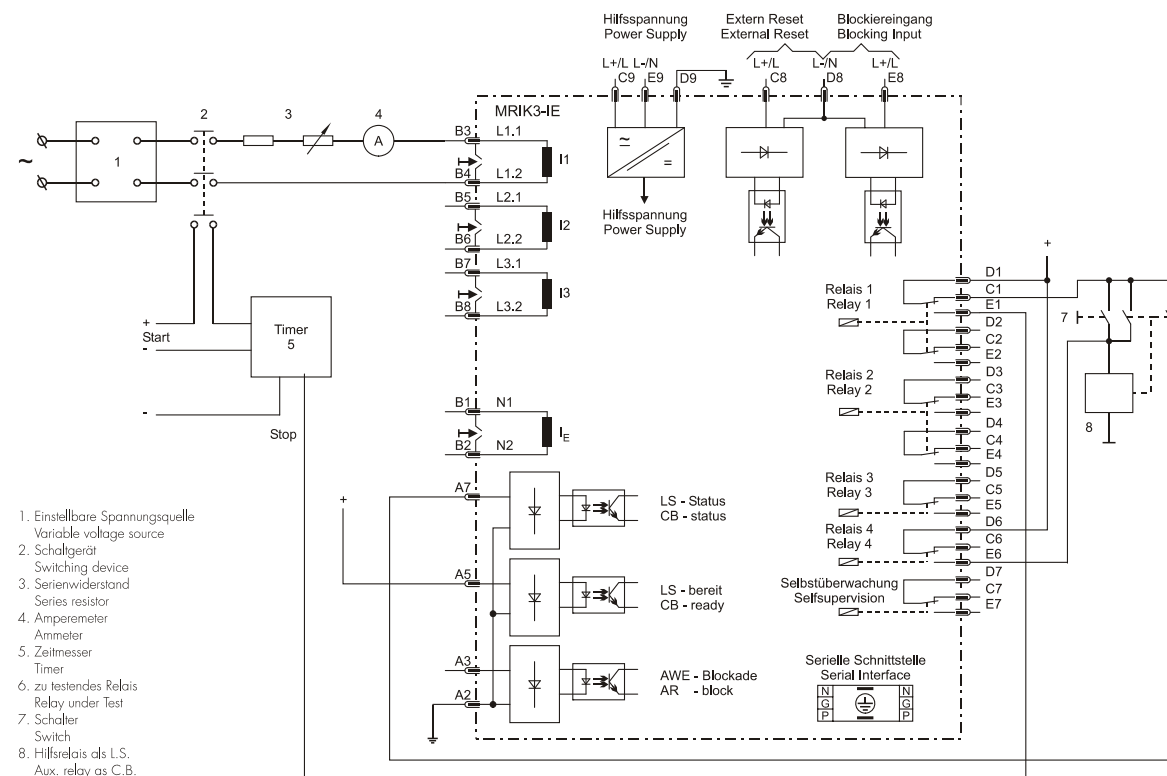 Hilfsspannung
Power Supply
Extern Reset
External Reset
Blockiereingang
Blocking Input
L+/L L-/N
C9 E9 D9
L+/L
C8
L-/N
D8
L+/L
E8
MRIK3-IE
1
2
3
4
A
~
B3 L1.1
B4 L1.2
I1
B5 L2.1
B6 L2.2
I2
B7 L3.1
B8 L3.2
I3
~
=
Hilfsspannung
Power Supply
+
Start
-
-
Timer
5
Stop
B1 N1
B2 N2
IE
A7
LS - Status
CB - status
+
A5
LS - bereit
CB - ready
A3
A2
AWE - Blockade
AR - block
Relais 1
Relay 1
Relais 2
Relay 2
Relais 3
Relay 3
Relais 4
Relay 4
Selbstüberwachung
Selfsupervision
D1
C1
E1
D2
C2
E2
D3
C3
E3
D4
C4
E4
D5
C5
E5
D6
C6
E6
D7
C7
E7
+
7
8
Serielle Schnittstelle
Serial Interface
N
G
P
N
G
P
1. Einstellbare Spannungsquelle
Variable voltage source
2. Schaltgerät
Switching device
3. Serienwiderstand
Series resistor
4. Amperemeter
Ammeter
5. Zeitmesser
Timer
6. zu testendes Relais
Relay under Test
7. Schalter
Switch
8. Hilfsrelais als L.S.
Aux. relay as C.B.